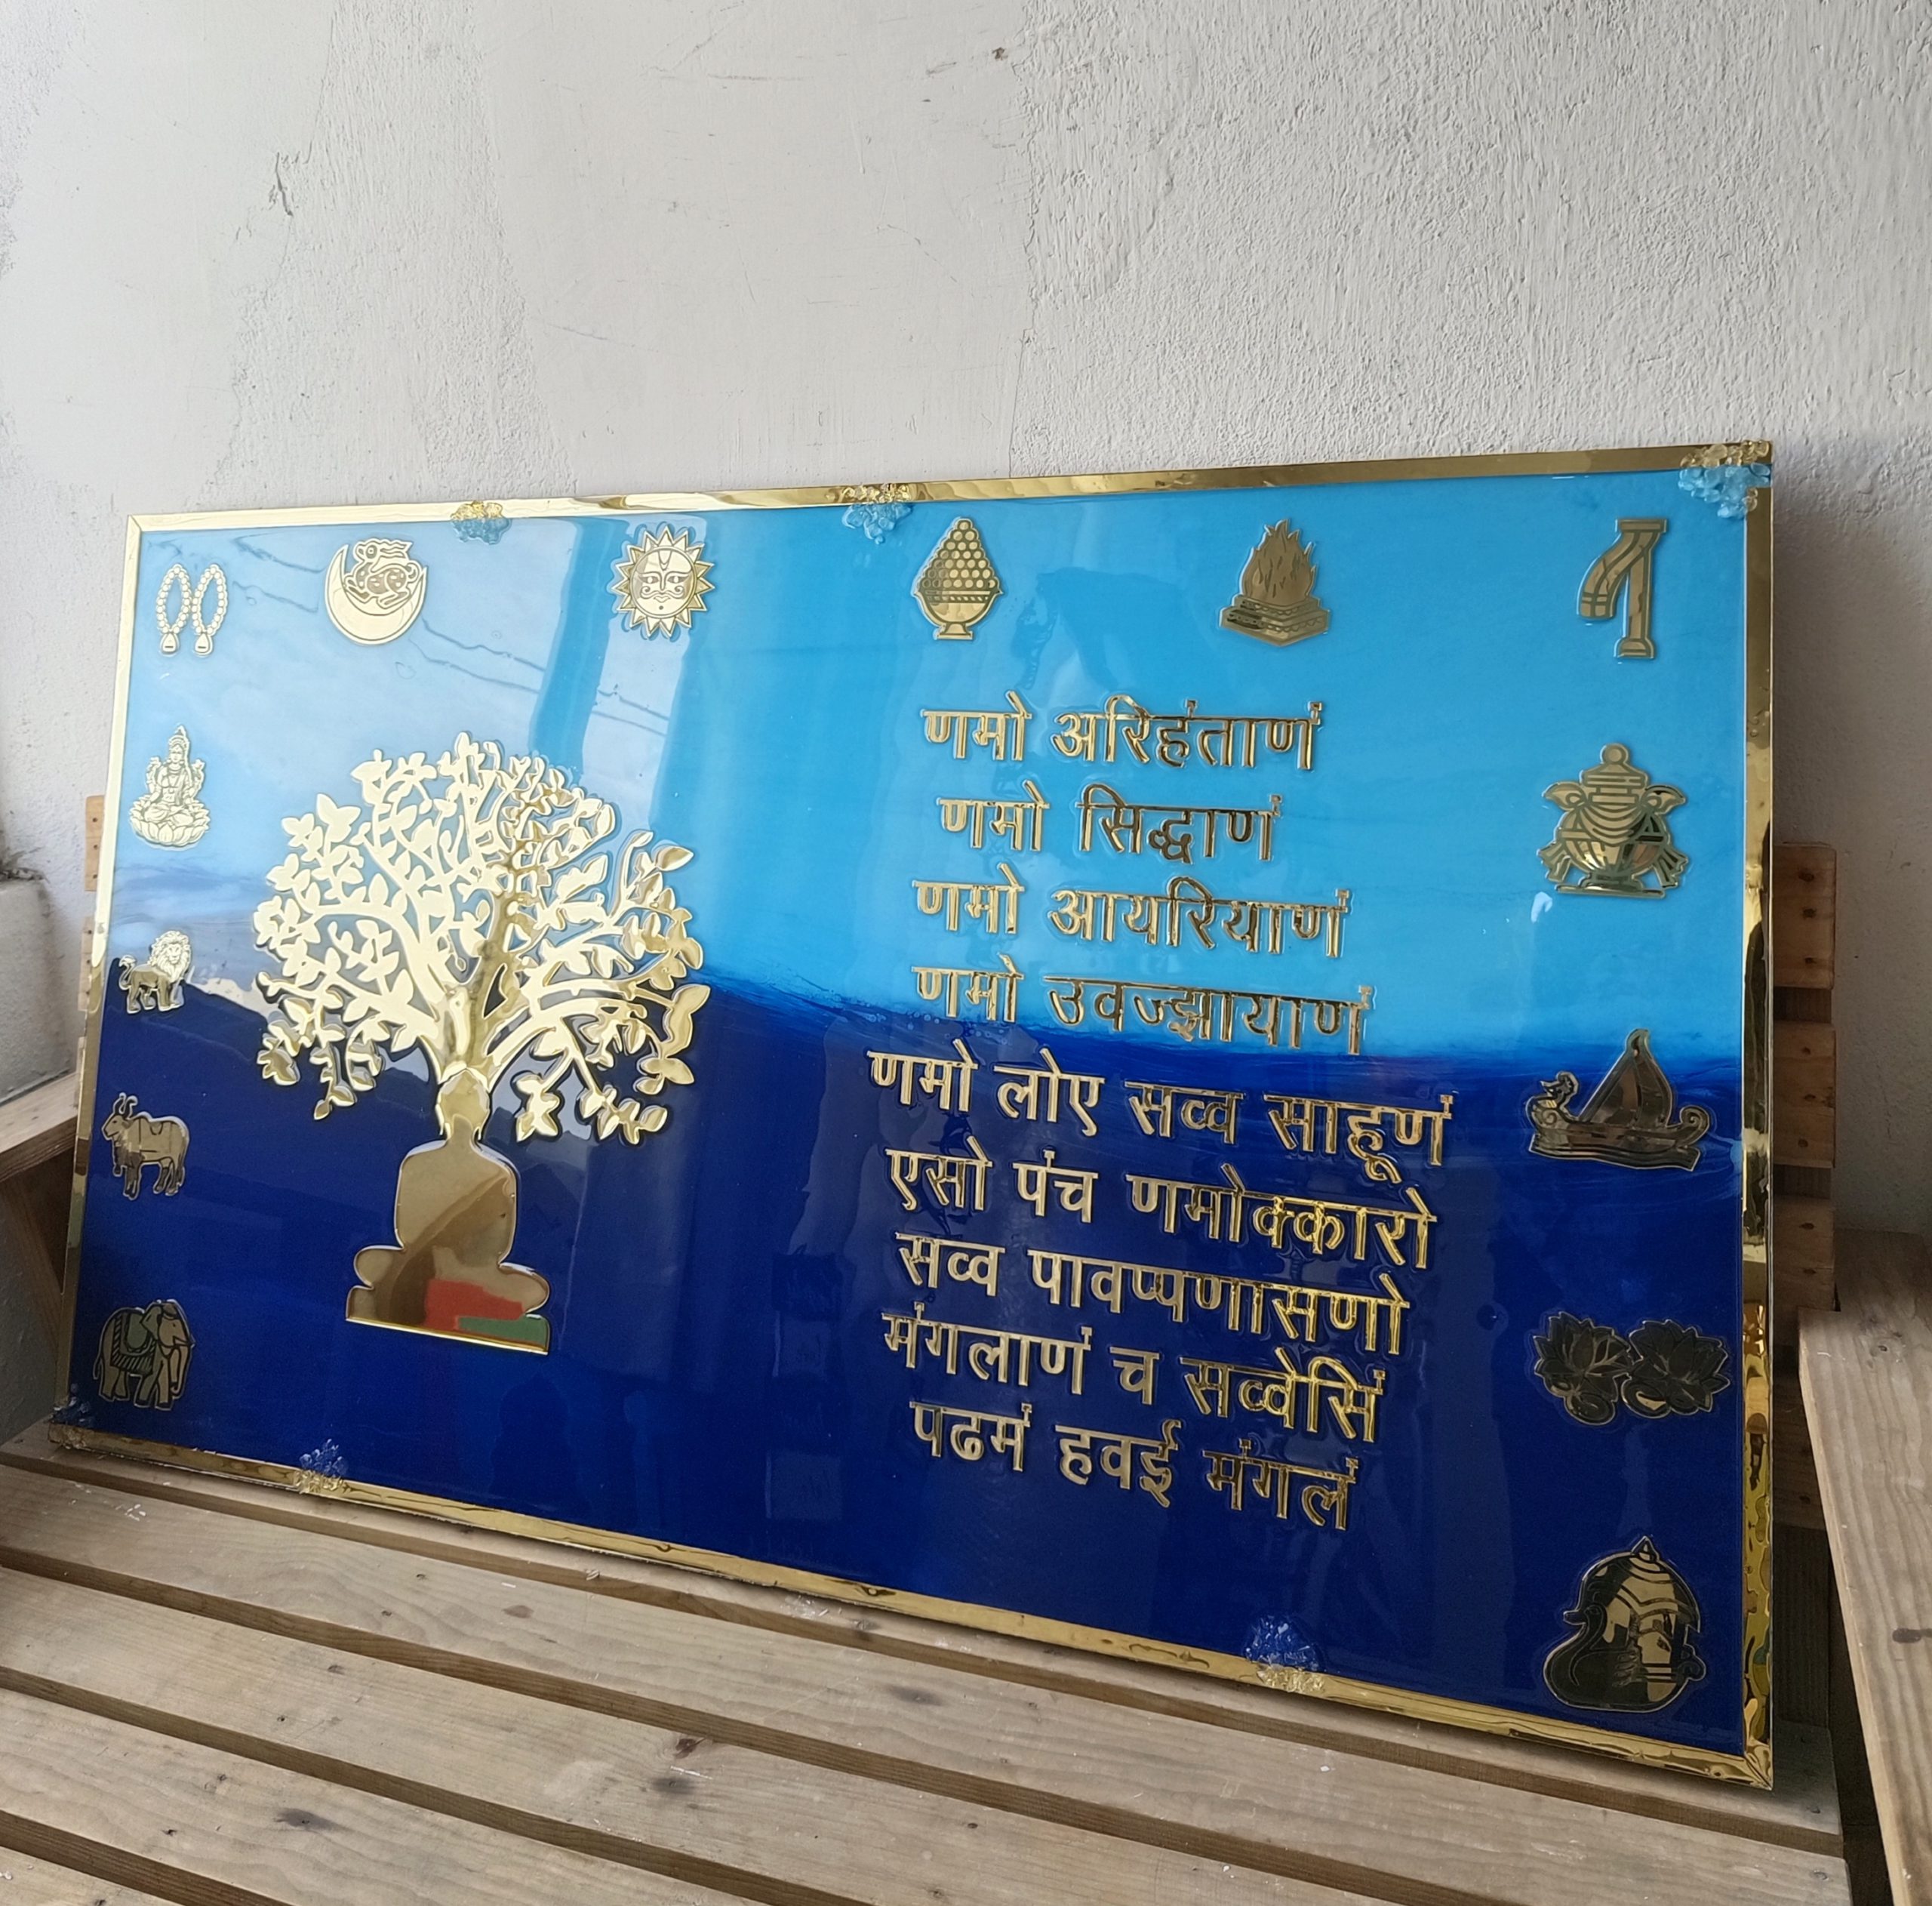 णमो अरिहंताणं
णमो सिद्धाणं
णमो आयरियाणं
णमो उवज्झायाणं
णमो लोए सव्व साहूणं
एसो पंच णमोक्कारो
सव्व पावप्पणासणो
मंगलाणं च सव्वेसिं
पढमं हवई मंगलं